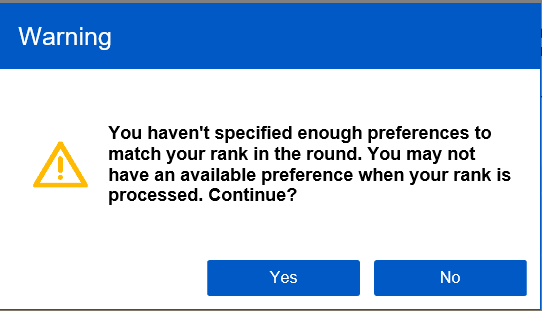 Warning
You haven't specified enough preferences to
match your rank in the round. You may not
have an available preference when your rank is
processed. Continue?
Yes
No